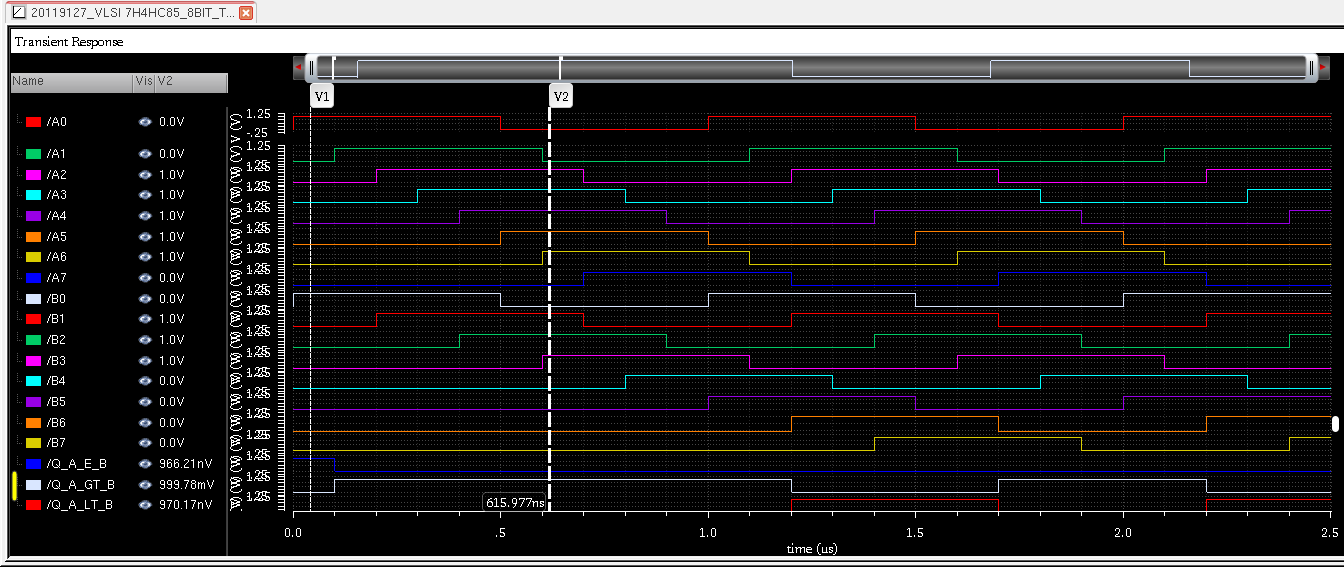 20119127_VLSI 7H4HC85_8BIT_T...
Transient Response
Name Vis V2
V1 V2
/A0 0.0V
/A1 0.0V
/A2 1.0V
/A3 1.0V
/A4 1.0V
/A5 1.0V
/A6 1.0V
/A7 0.0V
/B0 0.0V
/B1 1.0V
/B2 1.0V
/B3 1.0V
/B4 0.0V
/B5 0.0V
/B6 0.0V
/B7 0.0V
/Q_A_E_B 966.21nV
/Q_A_GT_B 999.78mV
/Q_A_LT_B 970.17nV
V (V)
1.25
-.25
1.25
615.977ns
0.0 .5 1.0 1.5 2.0 2.5
time (us)